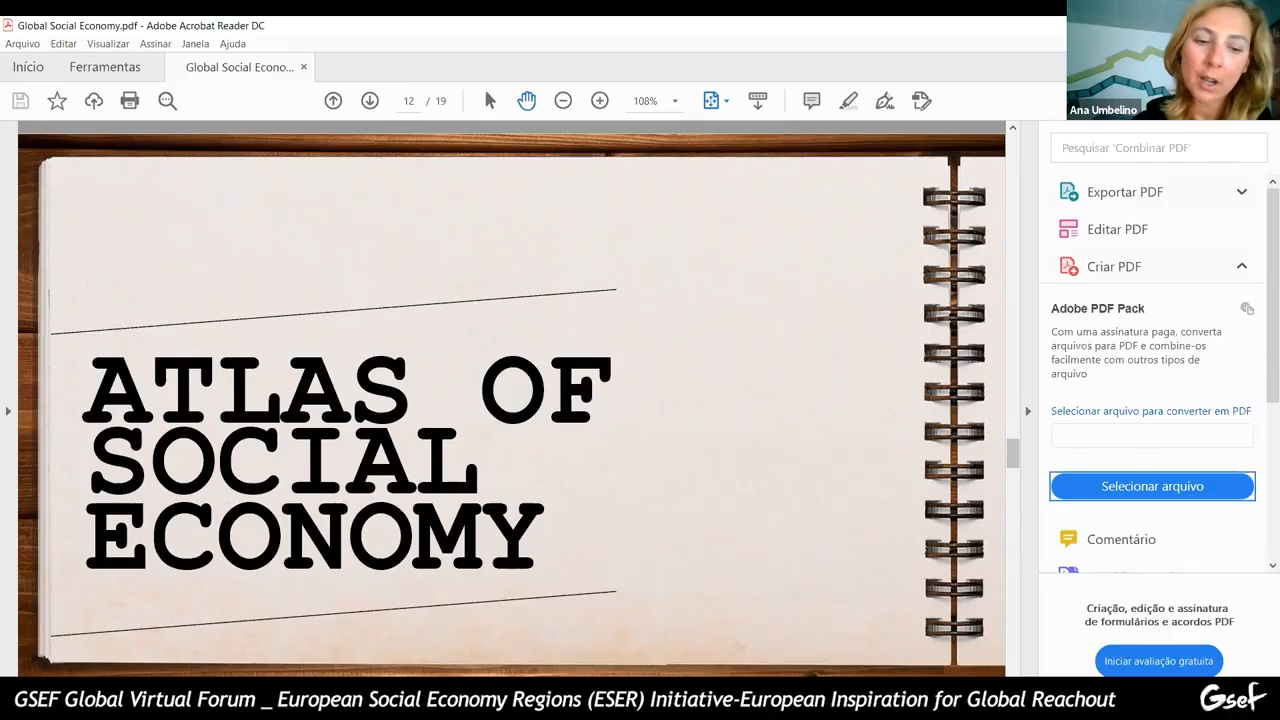 Global Social Economy.pdf - Adobe Acrobat Reader DC
Arquivo Editar Visualizar Assinar Janela Ajuda
Início Ferramentas Global Social Econo... ×
12 / 19 108%
Ana Umbelino
Pesquisar 'Combinar PDF'
Exportar PDF
Editar PDF
Criar PDF
Adobe PDF Pack
Com uma assinatura paga, converta
arquivos para PDF e combine-os
facilmente com outros tipos de
arquivo
Selecionar arquivo para converter em PDF
Selecionar arquivo
Comentário
Criação, edição e assinatura
de formulários e acordos PDF
Iniciar avaliação gratuita
ATLAS OF
SOCIAL
ECONOMY
GSEF Global Virtual Forum _ European Social Economy Regions (ESER) Initiative-European Inspiration for Global Reachout
Gsef